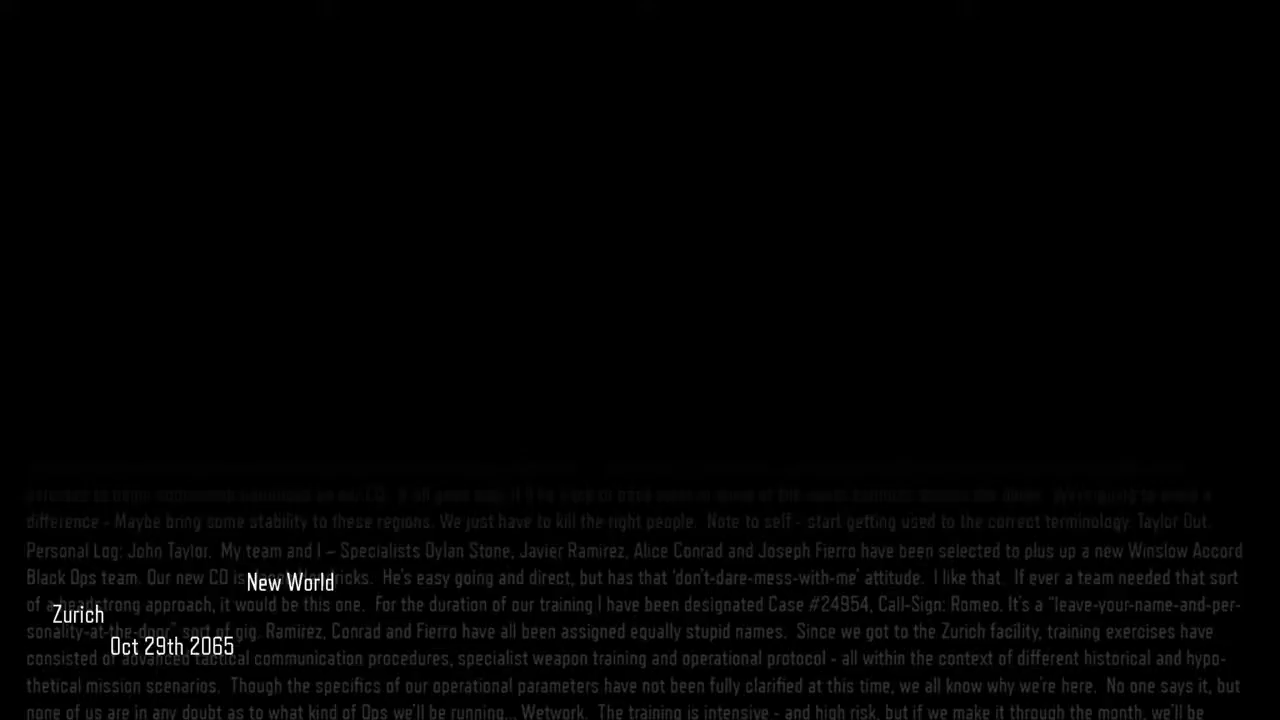 difference - Maybe bring some stability to these regions. We just have to kill the right people. Note to self - start getting used to the correct terminology. Taylor Out.
Personal Log: John Taylor. My team and I – Specialists Dylan Stone, Javier Ramirez, Alice Conrad and Joseph Fierro have been selected to plus up a new Winslow Accord
Black Ops team. Our new CO is He's easy going and direct, but has that 'don't-dare-mess-with-me' attitude. I like that. If ever a team needed that sort
New World
of a headstrong approach, it would be this one. For the duration of our training I have been designated Case #24954, Call-Sign: Romeo. It's a "leave-your-name-and-per-
Zurich
sonality-at-the-door" sort of gig. Ramirez, Conrad and Fierro have all been assigned equally stupid names. Since we got to the Zurich facility, training exercises have
Oct 29th 2065
consisted of advanced tactical communication procedures, specialist weapon training and operational protocol - all within the context of different historical and hypo-
thetical mission scenarios. Though the specifics of our operational parameters have not been fully clarified at this time, we all know why we're here. No one says it, but
none of us are in any doubt as to what kind of Ops we'll be running... Wetwork. The training is intensive - and high risk, but if we make it through the month, we'll be